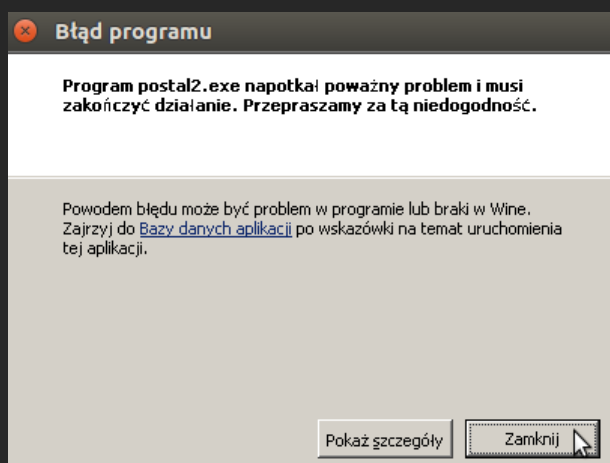 Błąd programu
Program postal2.exe napotkał poważny problem i musi
zakończyć działanie. Przepraszamy za tą niedogodność.
Powodem błędu może być problem w programie lub braki w Wine.
Zajrzyj do Bazy danych aplikacji po wskazówki na temat uruchomienia
tej aplikacji.
Pokaż szczegóły
Zamknij